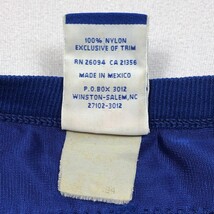 100% NYLON
EXCLUSIVE OF TRIM
RN 26094 CA 21356
MADE IN MEXICO
P.O.BOX 3012
WINSTON-SALEM, NC
27102-3012